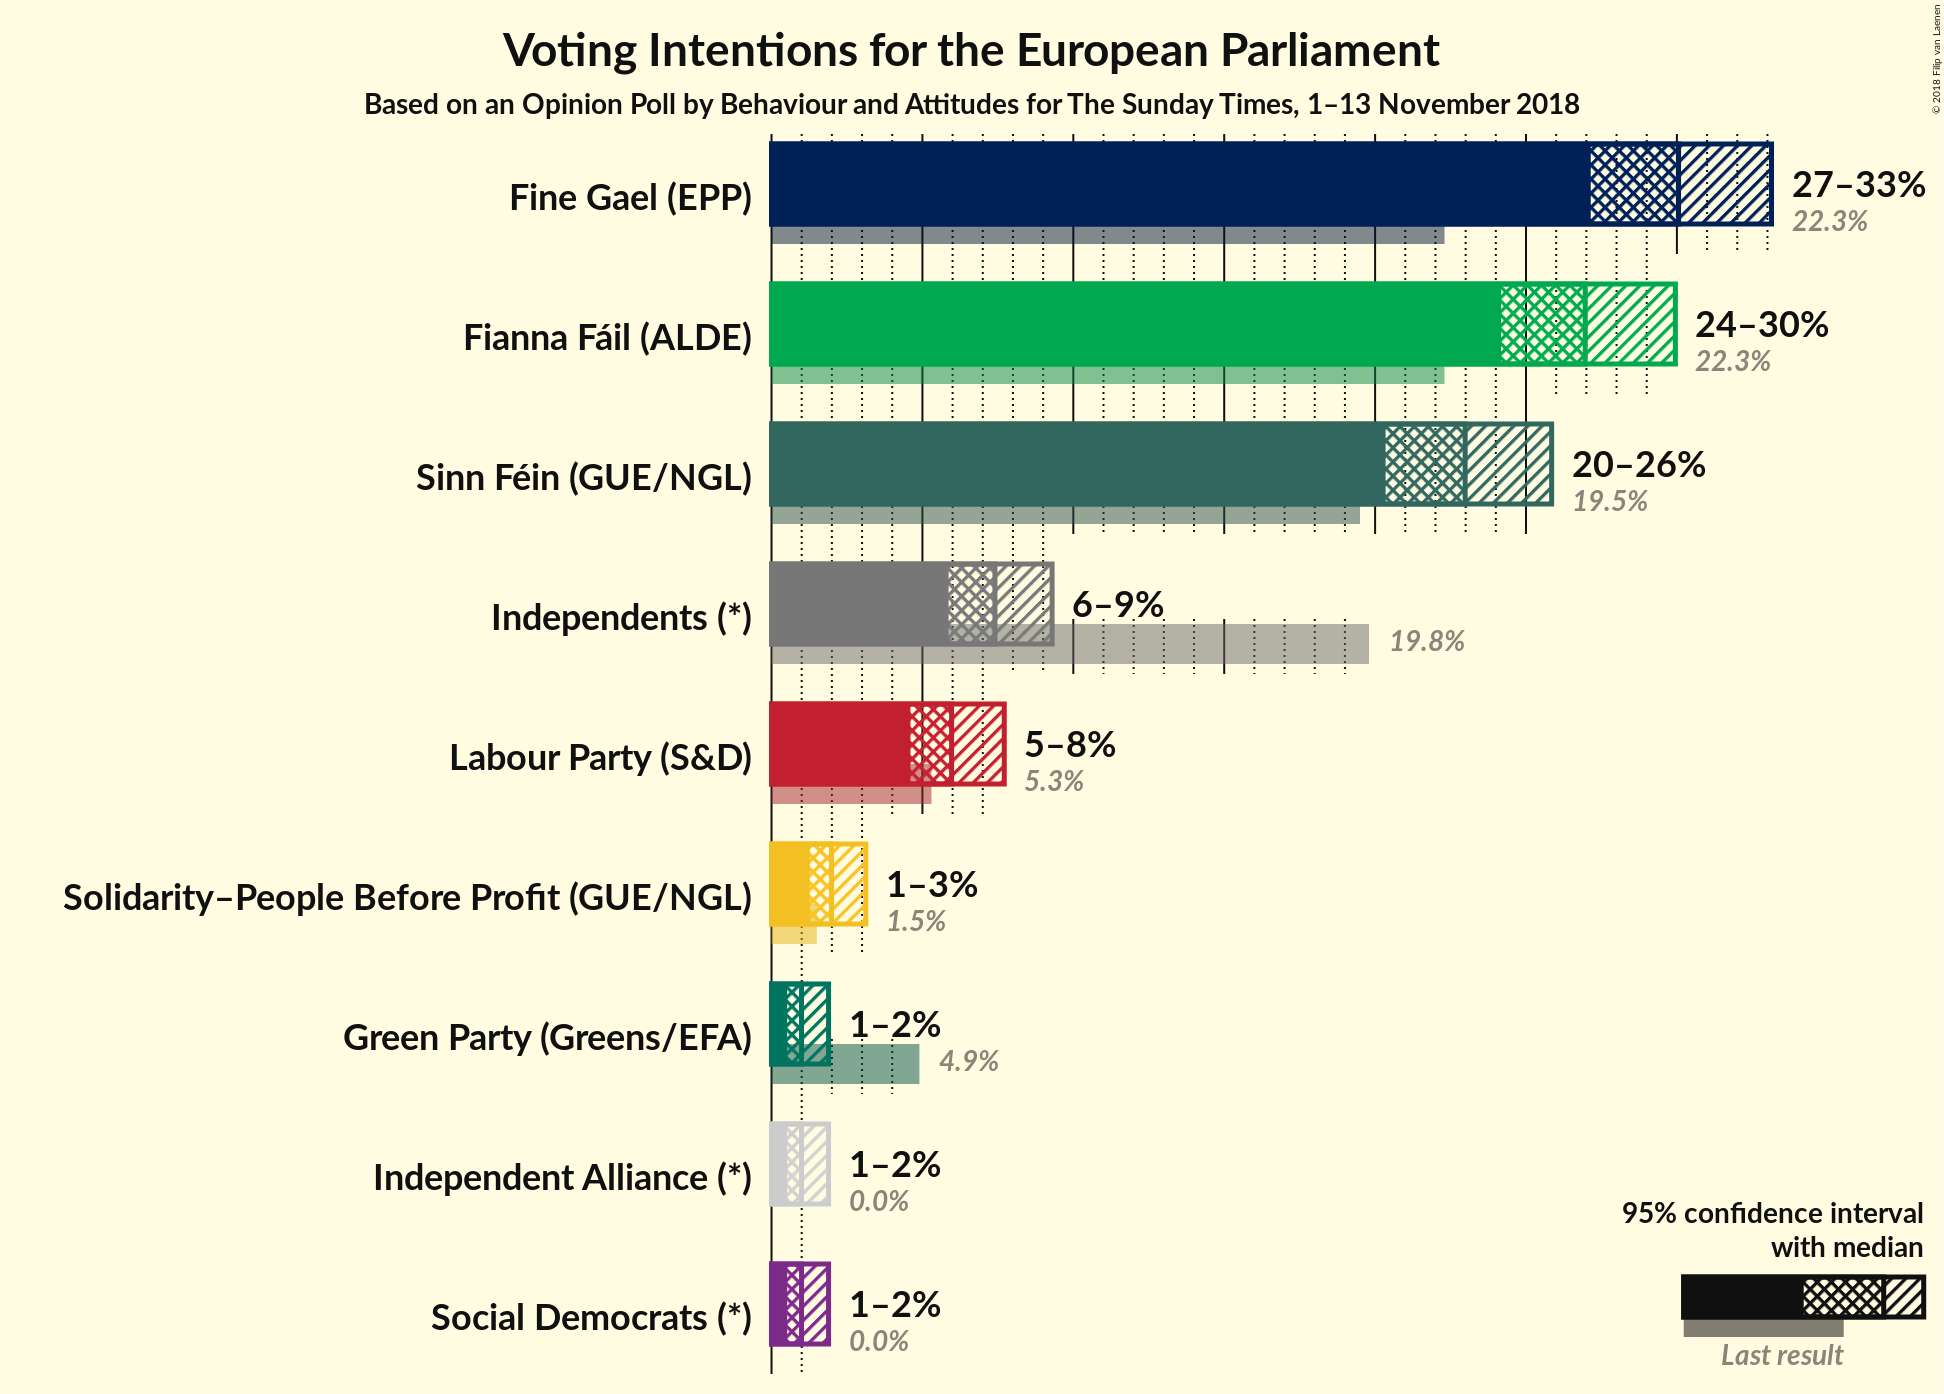 Voting Intentions for the European Parliament
Based on an Opinion Poll by Behaviour and Attitudes for The Sunday Times, 1–13 November 2018
© 2018 Filip van Laenen
Fine Gael (EPP)
27–33%
22.3%
Fianna Fáil (ALDE)
24–30%
22.3%
Sinn Féin (GUE/NGL)
20–26%
19.5%
Independents (*)
6–9%
19.8%
Labour Party (S&D)
5–8%
5.3%
Solidarity–People Before Profit (GUE/NGL)
1–3%
1.5%
Green Party (Greens/EFA)
1–2%
4.9%
Independent Alliance (*)
1–2%
0.0%
Social Democrats (*)
1–2%
0.0%
95% confidence interval
with median
Last result